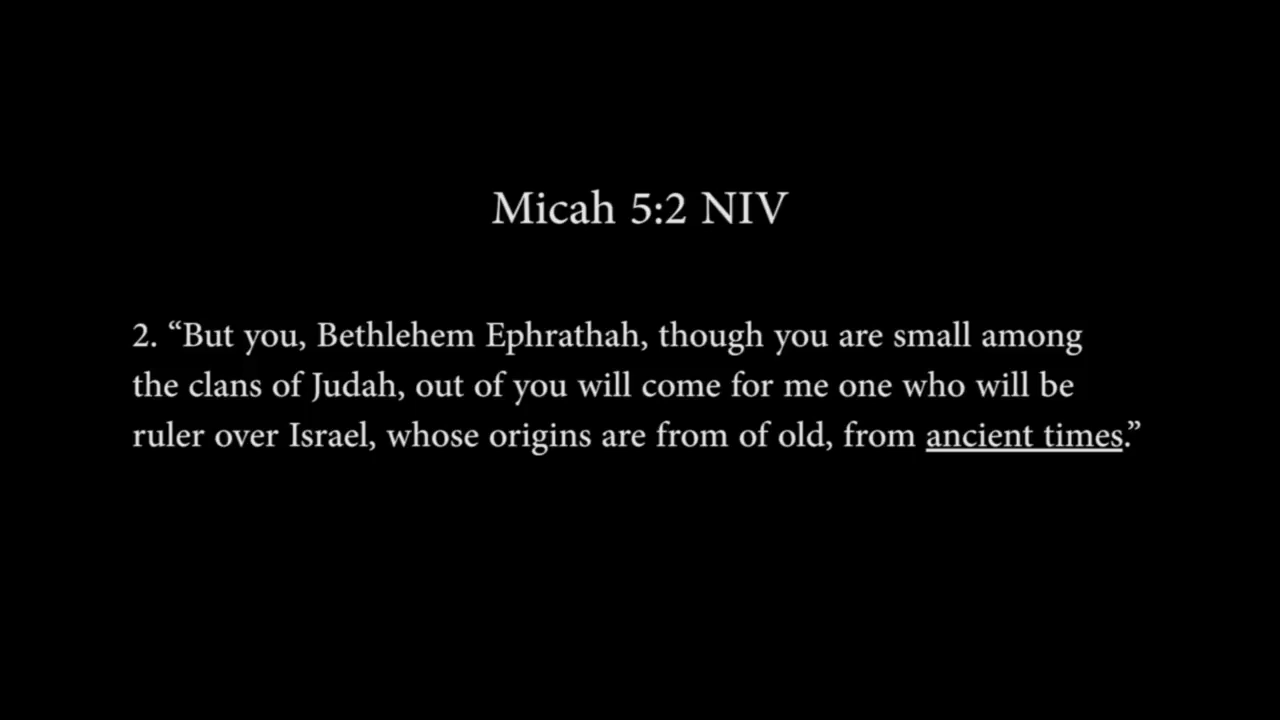 Micah 5:2 NIV
2. “But you, Bethlehem Ephrathah, though you are small among
the clans of Judah, out of you will come for me one who will be
ruler over Israel, whose origins are from of old, from ancient times.”